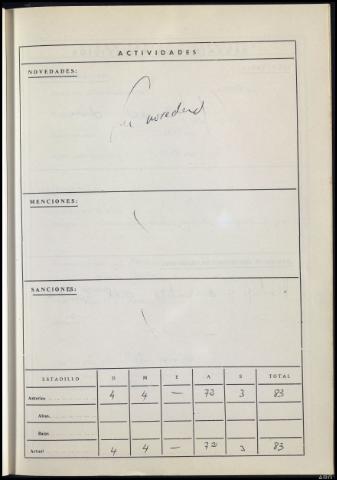 ACTIVIDADES
NOVEDADES:
Sin novedad
MENCIONES:
SANCIONES:
ESTADILLO D M E A S TOTAL
Anterior 4 4 — 72 3 83
Altas
Bajas
Actual 4 4 — 72 3 83